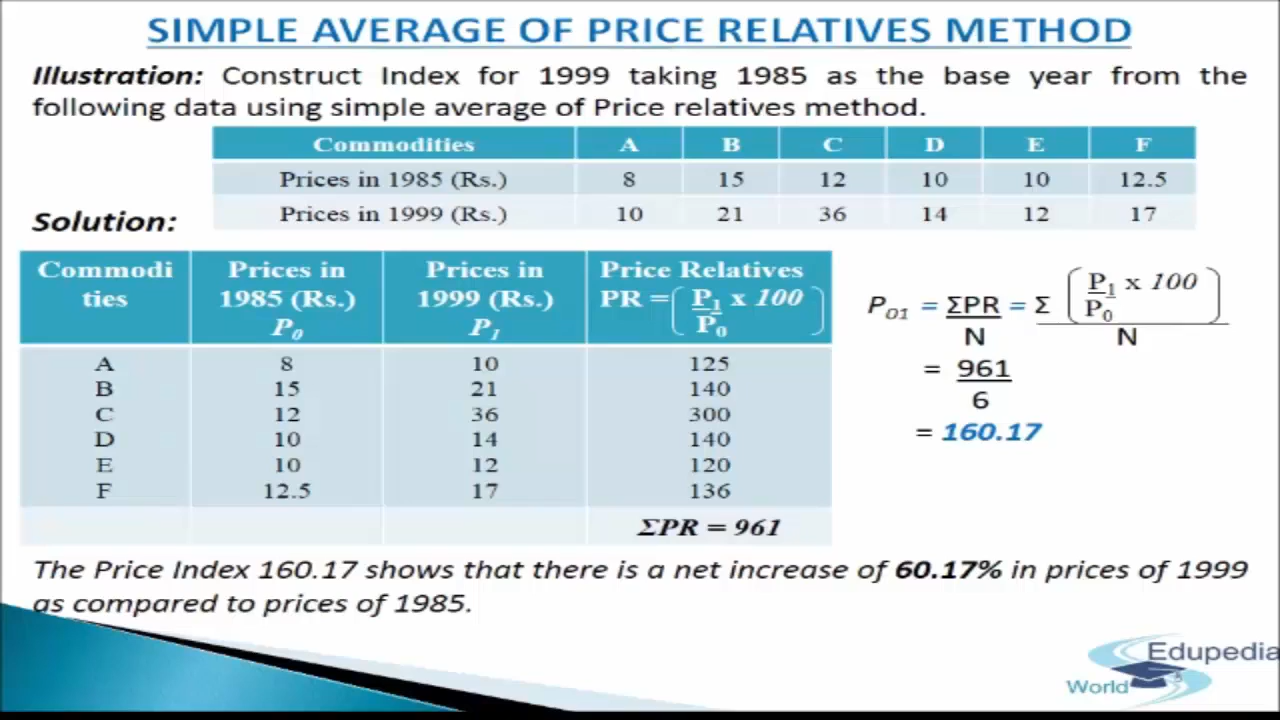 SIMPLE AVERAGE OF PRICE RELATIVES METHOD
Illustration: Construct Index for 1999 taking 1985 as the base year from the
following data using simple average of Price relatives method.
Commodities A B C D E F
Prices in 1985 (Rs.) 8 15 12 10 10 12.5
Prices in 1999 (Rs.) 10 21 36 14 12 17
Solution:
Commodi Prices in Prices in Price Relatives
ties 1985 (Rs.) 1999 (Rs.) PR = (P1 x 100
P0 P1 P0)
A 8 10 125
B 15 21 140
C 12 36 300
D 10 14 140
E 10 12 120
F 12.5 17 136
ΣPR = 961
P01 = ΣPR = Σ (P1 x 100
P0)
N N
= 961
6
= 160.17
The Price Index 160.17 shows that there is a net increase of 60.17% in prices of 1999
as compared to prices of 1985.
Edupedia
World